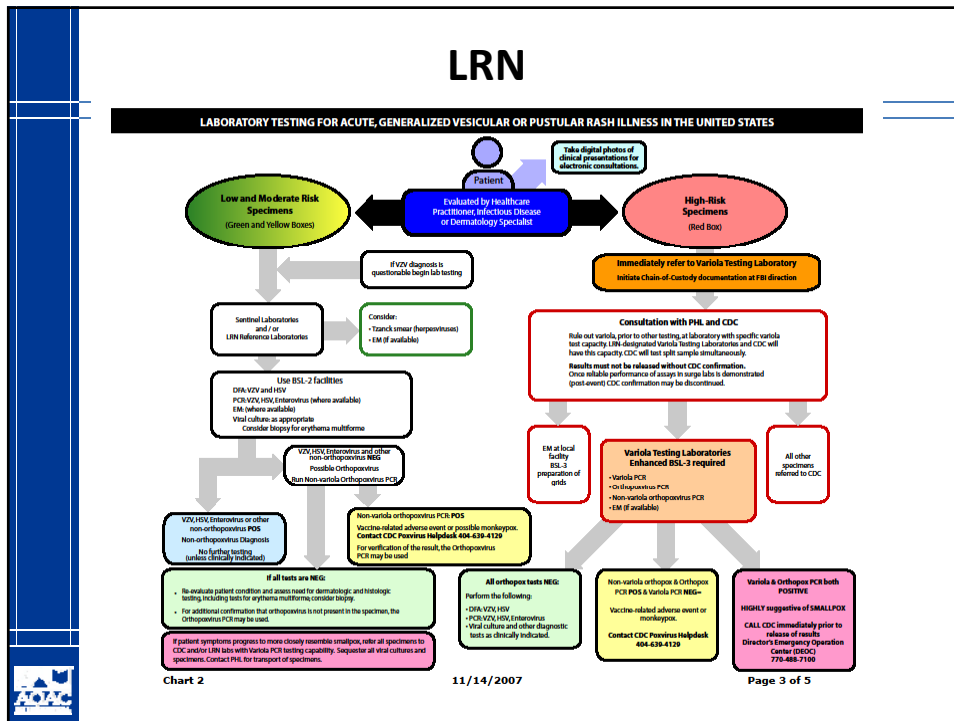 LRN
LABORATORY TESTING FOR ACUTE, GENERALIZED VESICULAR OR PUSTULAR RASH ILLNESS IN THE UNITED STATES
Take digital photos of
clinical presentations for
electronic consultations.
Patient
Evaluated by Healthcare
Practitioner, Infectious Disease
or Dermatology Specialist
Low and Moderate Risk
Specimens
(Green and Yellow Boxes)
High-Risk
Specimens
(Red Box)
If VZV diagnosis is
questionable begin lab testing
Immediately refer to Variola Testing Laboratory
Initiate Chain-of-Custody documentation at FBI direction
Sentinel Laboratories
and / or
LRN Reference Laboratories
Consider:
• Tzanck smear (herpesviruses)
• EM (if available)
Consultation with PHL and CDC
Rule out variola, prior to other testing, at laboratory with specific variola
test capacity. LRN-designated Variola Testing Laboratories and CDC will
have this capacity. CDC will test split sample simultaneously.
Results must not be released without CDC confirmation.
Once reliable performance of assays in surge labs is demonstrated
(post-event) CDC confirmation may be discontinued.
Use BSL-2 facilities
DFA: VZV and HSV
PCR: VZV, HSV, Enterovirus (where available)
EM: (where available)
Viral culture: as appropriate
Consider biopsy for erythema multiforme
VZV, HSV, Enterovirus and other
non-orthopoxvirus NEG
Possible Orthopoxvirus
Run Non-variola Orthopoxvirus PCR
EM at local
facility
BSL-3
preparation of
grids
Variola Testing Laboratories
Enhanced BSL-3 required
• Variola PCR
• Orthopoxvirus PCR
• Non-variola orthopoxvirus PCR
• EM (if available)
All other
specimens
referred to CDC
VZV, HSV, Enterovirus or other
non-orthopoxvirus POS
Non-orthopoxvirus Diagnosis
No further testing
(unless clinically indicated)
Non-variola orthopoxvirus PCR: POS
Vaccine-related adverse event or possible monkeypox.
Contact CDC Poxvirus Helpdesk 404-639-4129
For verification of the result, the Orthopoxvirus
PCR may be used
If all tests are NEG:
• Re-evaluate patient condition and assess need for dermatologic and histologic
testing, including tests for erythema multiforme; consider biopsy.
• For additional confirmation that orthopoxvirus is not present in the specimen, the
Orthopoxvirus PCR may be used.
If patient symptoms progress to more closely resemble smallpox, refer all specimens to
CDC and/or LRN labs with Variola PCR testing capability. Sequester all viral cultures and
specimens. Contact PHL for transport of specimens.
All orthopox tests NEG:
Perform the following:
• DFA: VZV, HSV
• PCR: VZV, HSV, Enterovirus
• Viral culture and other diagnostic
tests as clinically indicated.
Non-variola orthopox & Orthopox
PCR POS & Variola PCR NEG=
Vaccine-related adverse event or
monkeypox.
Contact CDC Poxvirus Helpdesk
404-639-4129
Variola & Orthopox PCR both
POSITIVE
HIGHLY suggestive of SMALLPOX
CALL CDC immediately prior to
release of results
Director's Emergency Operation
Center (DEOC)
770-488-7100
Chart 2 11/14/2007 Page 3 of 5
AOAC